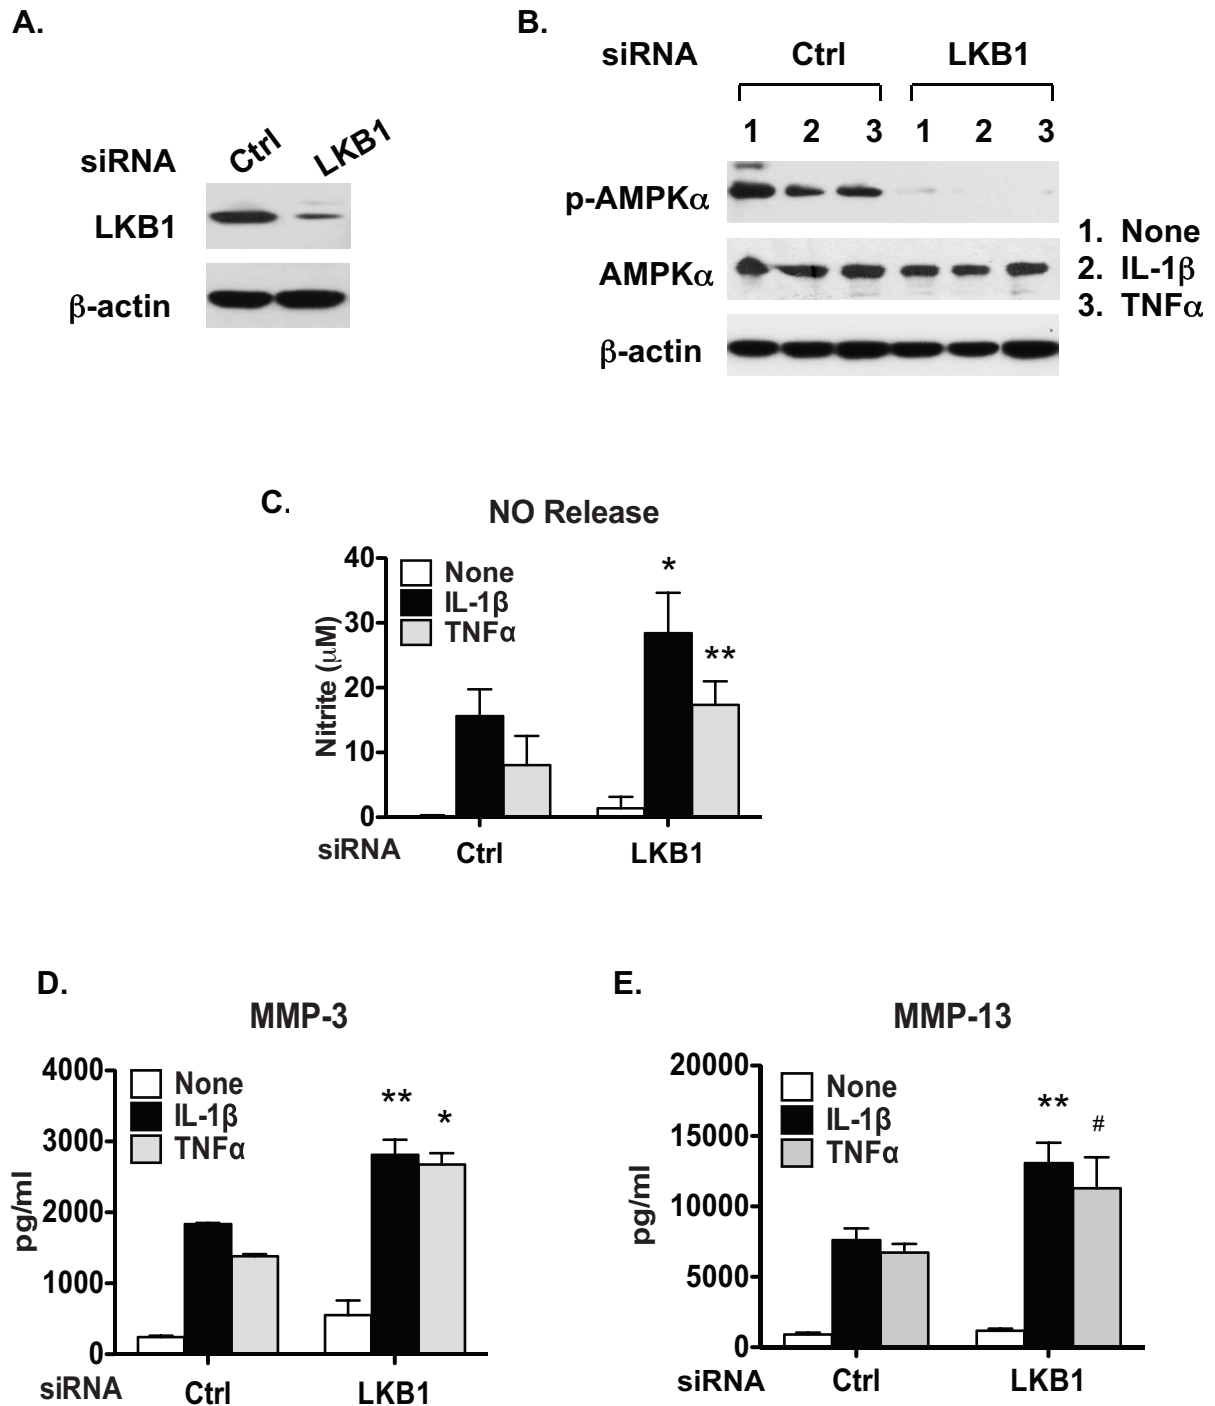 A.
siRNA Ctrl LKB1
LKB1
β-actin
B.
siRNA Ctrl LKB1
1 2 3 1 2 3
p-AMPKα
AMPKα
β-actin
1. None
2. IL-1β
3. TNFα
C.
NO Release
Nitrite (μM)
40
30
20
10
0
None
IL-1β
TNFα
*
**
siRNA Ctrl LKB1
D.
MMP-3
pg/ml
4000
3000
2000
1000
0
None
IL-1β
TNFα
**
*
siRNA Ctrl LKB1
E.
MMP-13
pg/ml
20000
15000
10000
5000
0
None
IL-1β
TNFα
**
#
siRNA Ctrl LKB1